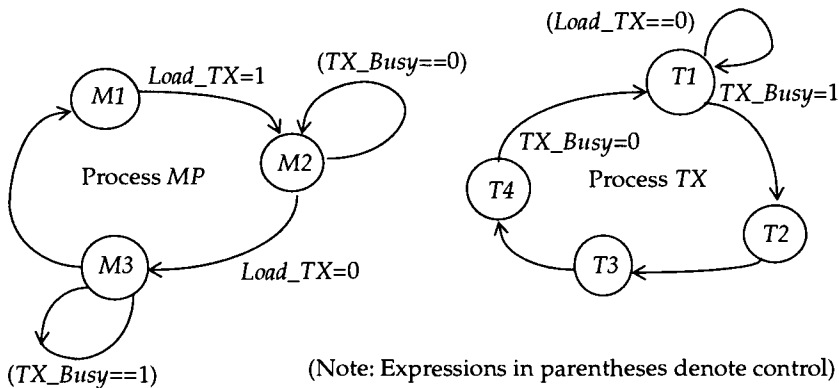 (Load_TX==0)
Load_TX=1
(TX_Busy==0)
M1
T1
TX_Busy=1
M2
TX_Busy=0
Process MP
Process TX
T4
T2
M3
T3
Load_TX=0
(TX_Busy==1)
(Note: Expressions in parentheses denote control)